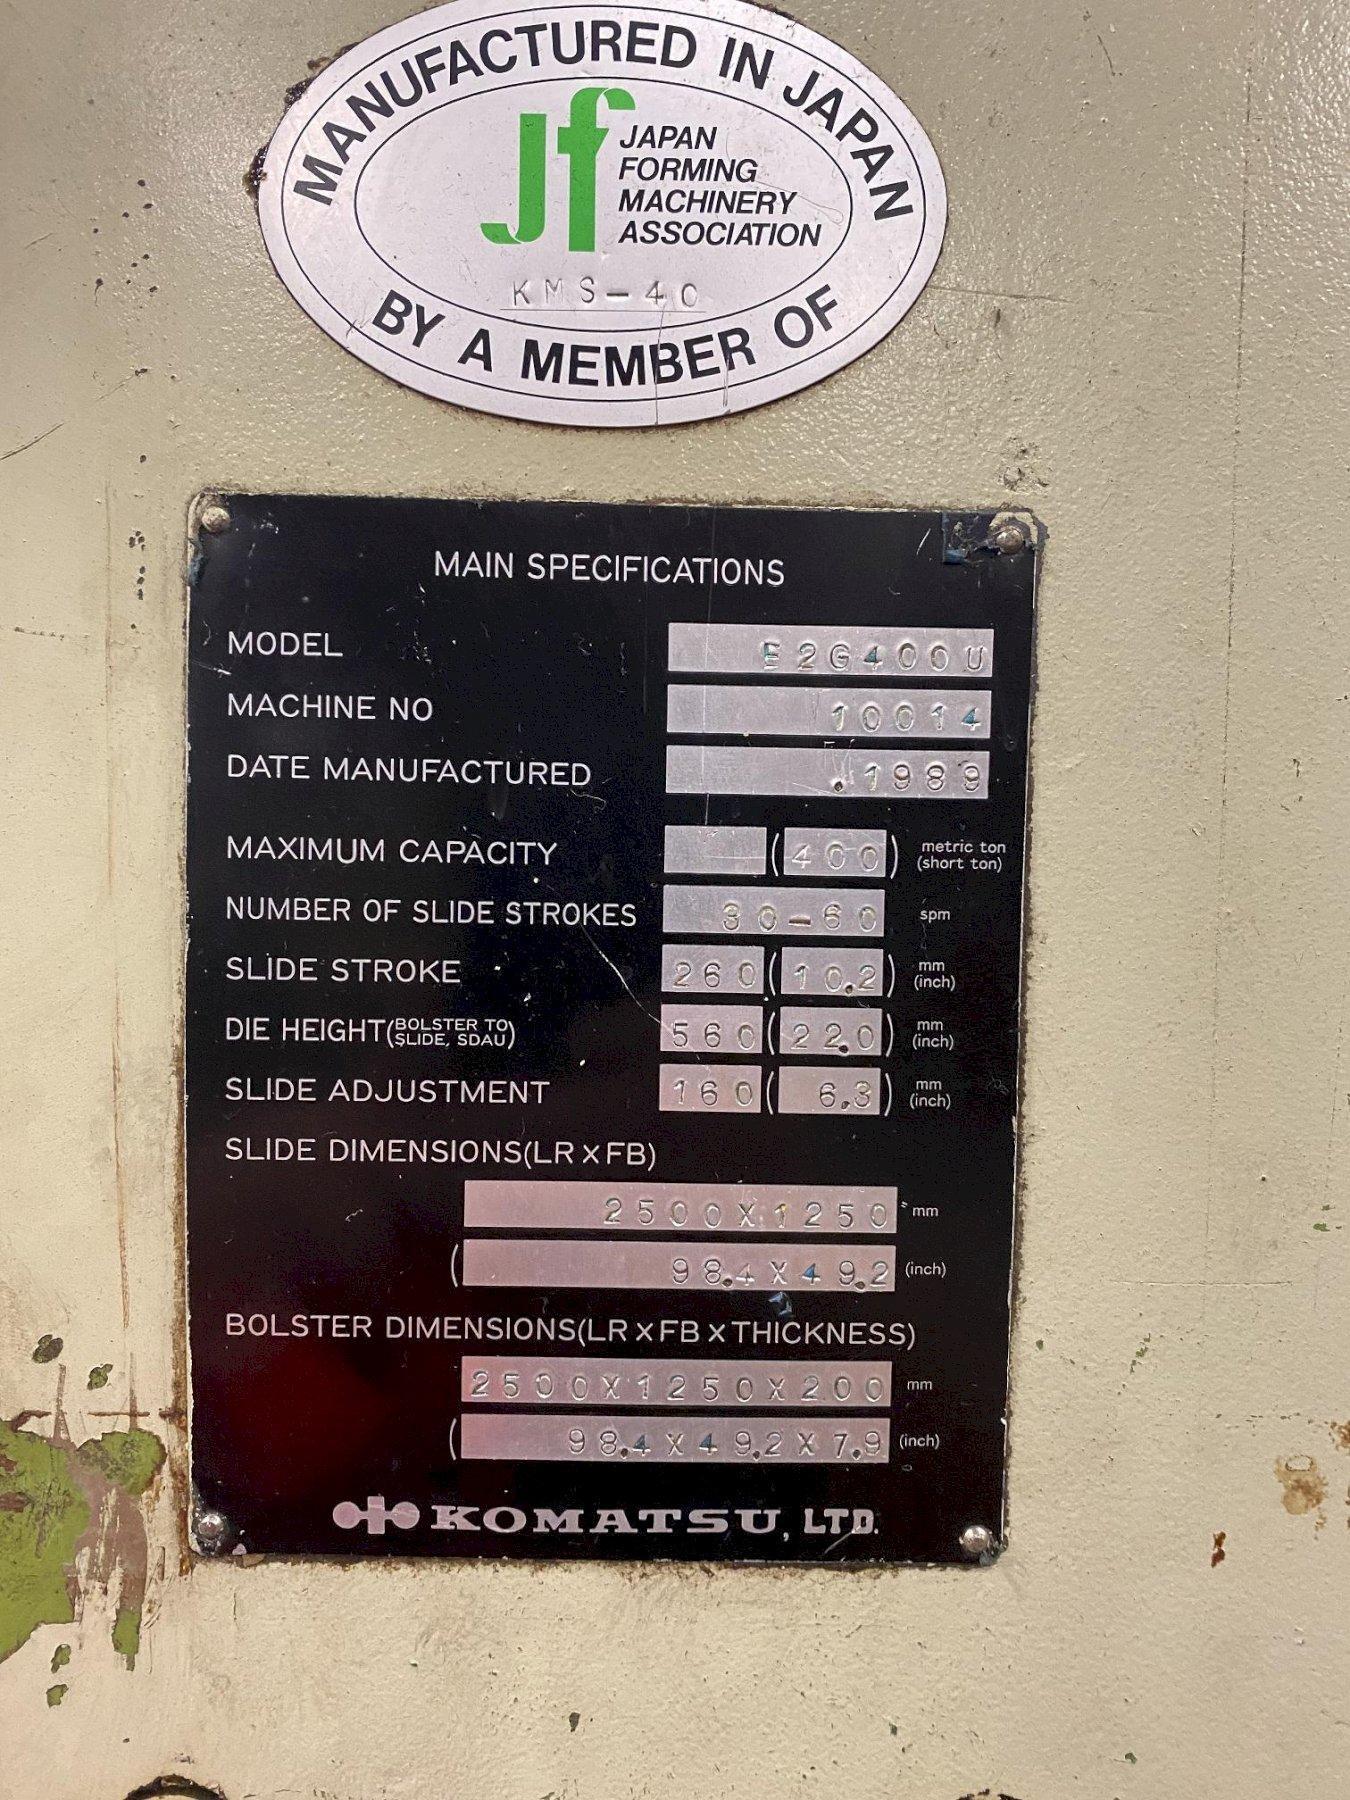 MANUFACTURED IN JAPAN
jf
JAPAN
FORMING
MACHINERY
ASSOCIATION
KMS-40
BY A MEMBER OF
MAIN SPECIFICATIONS
MODEL E2G400U
MACHINE NO 10014
DATE MANUFACTURED .1989
MAXIMUM CAPACITY (400) metric ton (short ton)
NUMBER OF SLIDE STROKES 30-60 spm
SLIDE STROKE 260 (10.2) mm (inch)
DIE HEIGHT(BOLSTER TO SLIDE, SDAU) 560 (22.0) mm (inch)
SLIDE ADJUSTMENT 160 (6.3) mm (inch)
SLIDE DIMENSIONS(LR X FB)
2500X1250 mm
(98.4X49.2 (inch)
BOLSTER DIMENSIONS(LR X FB X THICKNESS)
2500X1250X200 mm
(98.4X49.2X7.9 (inch)
KOMATSU, LTD.